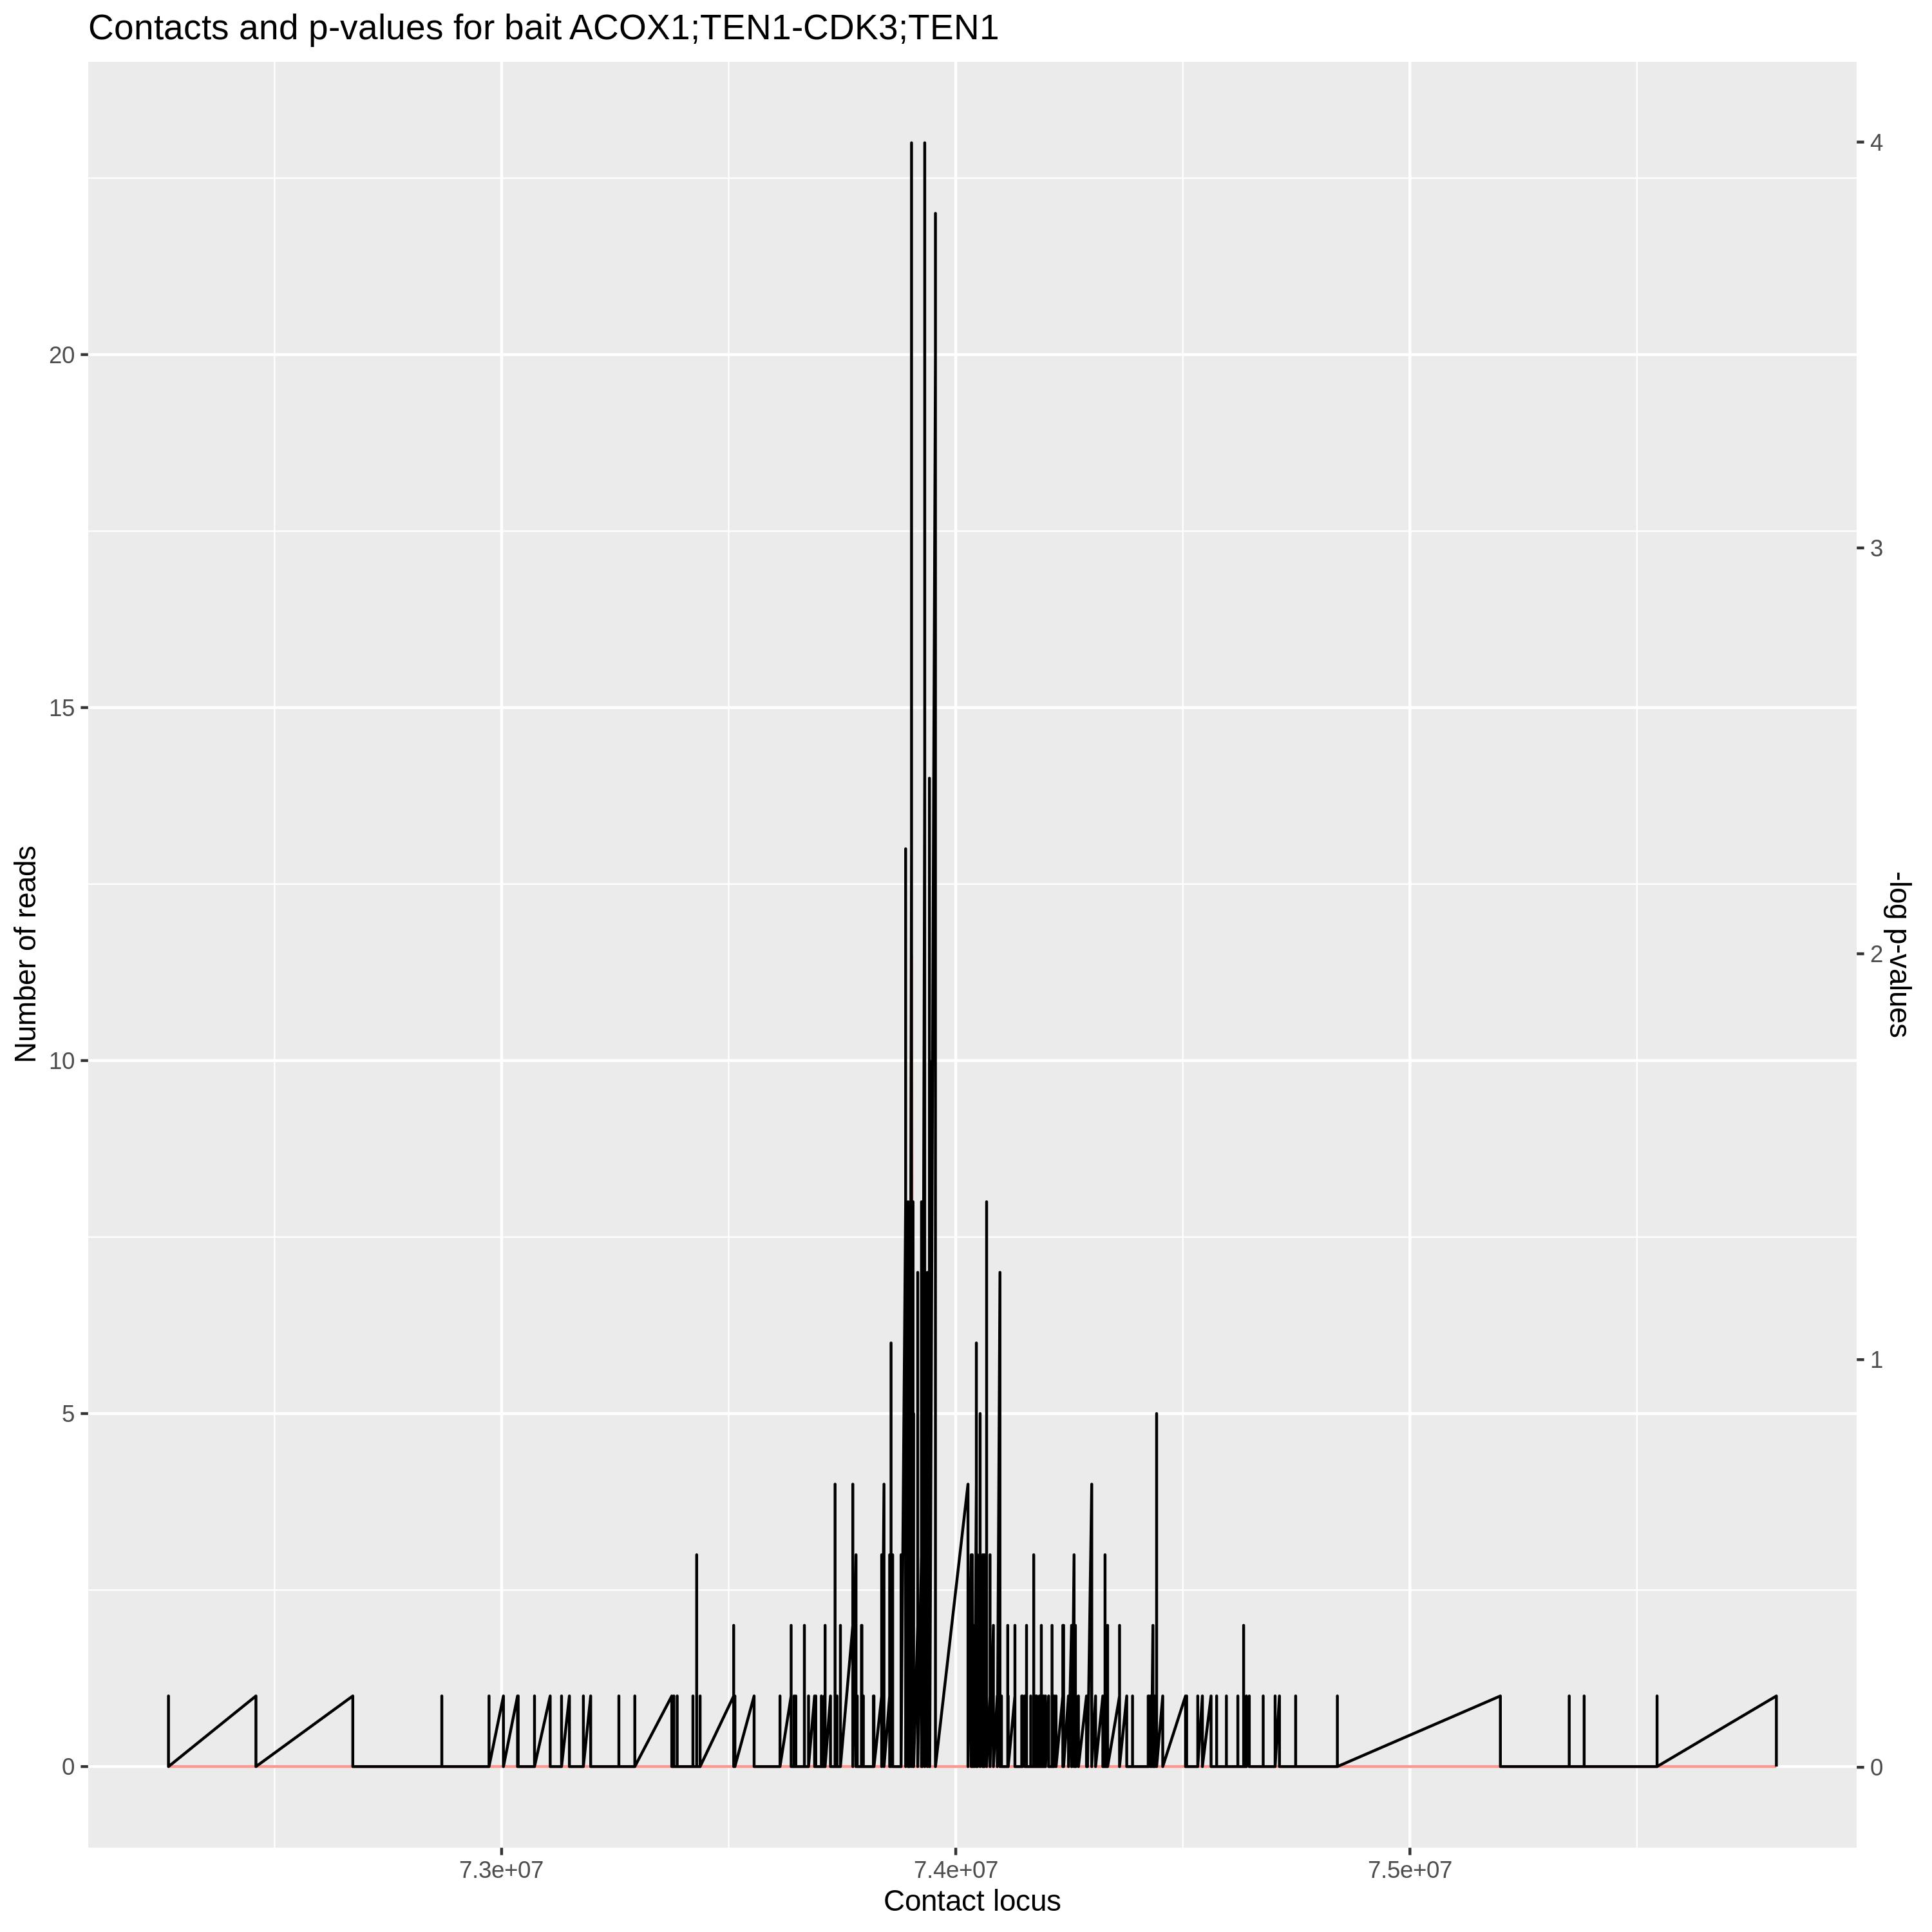 Contacts and p-values for bait ACOX1;TEN1-CDK3;TEN1
Number of reads
20
15
10
5
0
4
3
2
1
0
-log p-values
7.3e+07
7.4e+07
7.5e+07
Contact locus